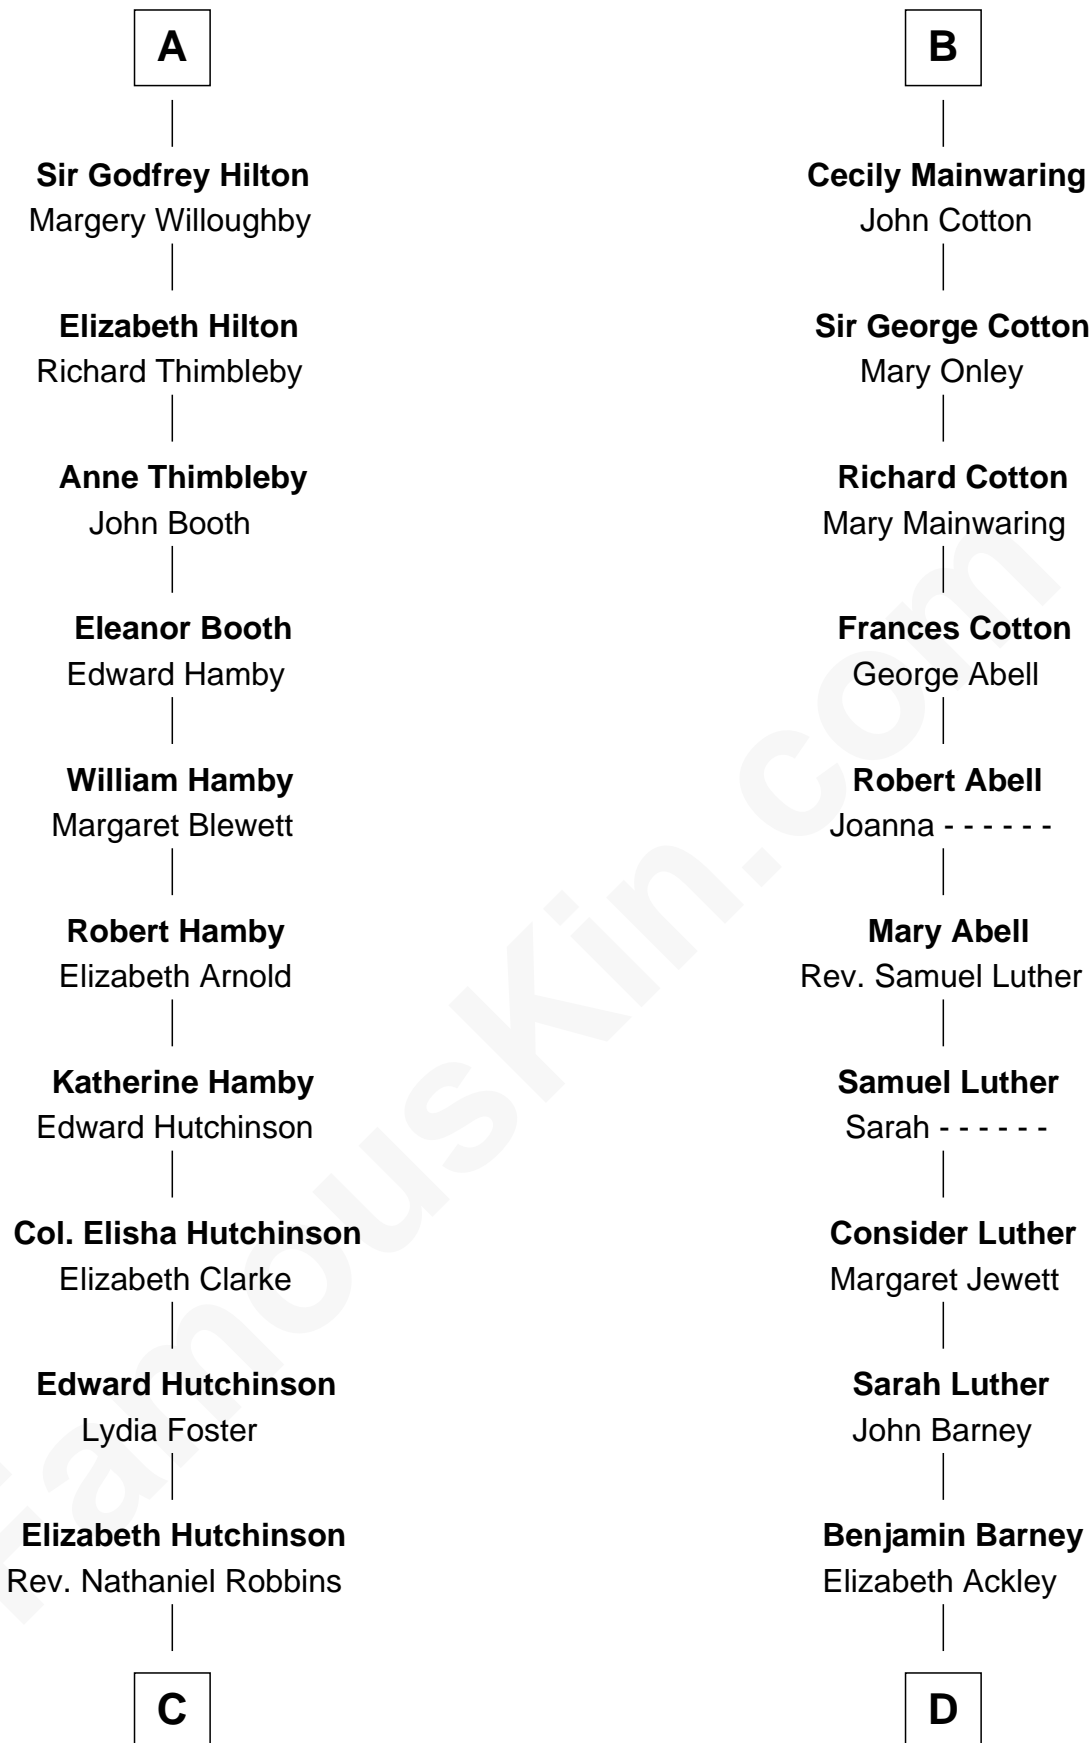 A
Sir Godfrey Hilton
Margery Willoughby
Elizabeth Hilton
Richard Thimbleby
Anne Thimbleby
John Booth
Eleanor Booth
Edward Hamby
William Hamby
Margaret Blewett
Robert Hamby
Elizabeth Arnold
Katherine Hamby
Edward Hutchinson
Col. Elisha Hutchinson
Elizabeth Clarke
Edward Hutchinson
Lydia Foster
Elizabeth Hutchinson
Rev. Nathaniel Robbins
C
B
Cecily Mainwaring
John Cotton
Sir George Cotton
Mary Onley
Richard Cotton
Mary Mainwaring
Frances Cotton
George Abell
Robert Abell
Joanna - - - - - -
Mary Abell
Rev. Samuel Luther
Samuel Luther
Sarah - - - - - -
Consider Luther
Margaret Jewett
Sarah Luther
John Barney
Benjamin Barney
Elizabeth Ackley
D
FamousKin.com